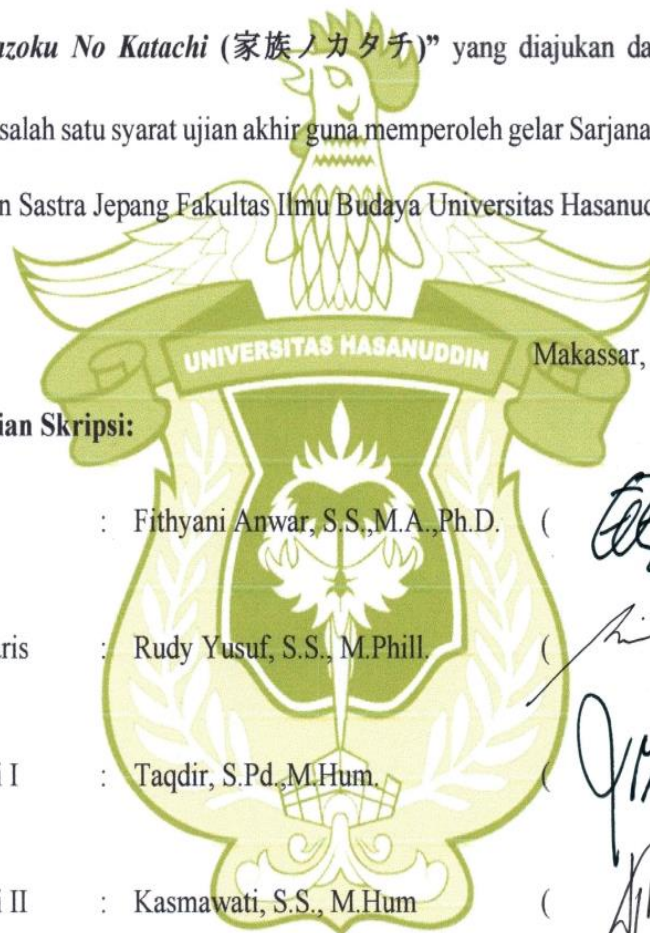 azoku No Katachi (家族ノカタチ)” yang diajukan da
salah satu syarat ujian akhir guna memperoleh gelar Sarjana
n Sastra Jepang Fakultas Ilmu Budaya Universitas Hasanud
UNIVERSITAS HASANUDDIN
Makassar,
ian Skripsi:
: Fithyani Anwar, S.S.,M.A.,Ph.D. (
ris : Rudy Yusuf, S.S., M.Phill. (
i I : Taqdir, S.Pd.,M.Hum. (
i II : Kasmawati, S.S., M.Hum (